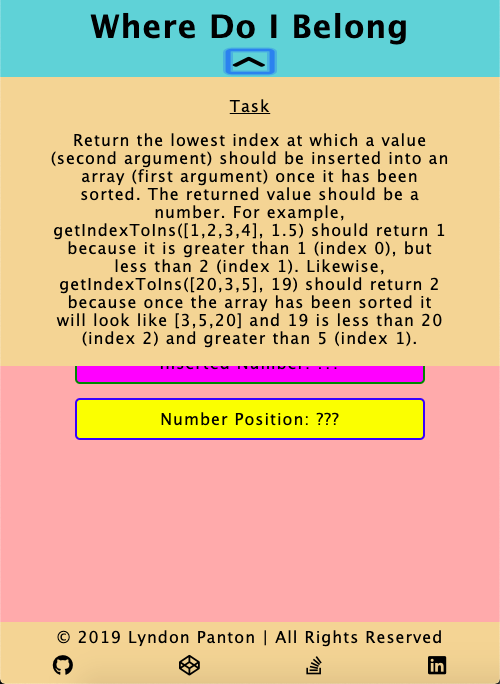 Where Do I Belong
Task
Return the lowest index at which a value
(second argument) should be inserted into an
array (first argument) once it has been
sorted. The returned value should be a
number. For example,
getIndexToIns([1,2,3,4], 1.5) should return 1
because it is greater than 1 (index 0), but
less than 2 (index 1). Likewise,
getIndexToIns([20,3,5], 19) should return 2
because once the array has been sorted it
will look like [3,5,20] and 19 is less than 20
(index 2) and greater than 5 (index 1).
Inserted Number: ???
Number Position: ???
© 2019 Lyndon Panton | All Rights Reserved